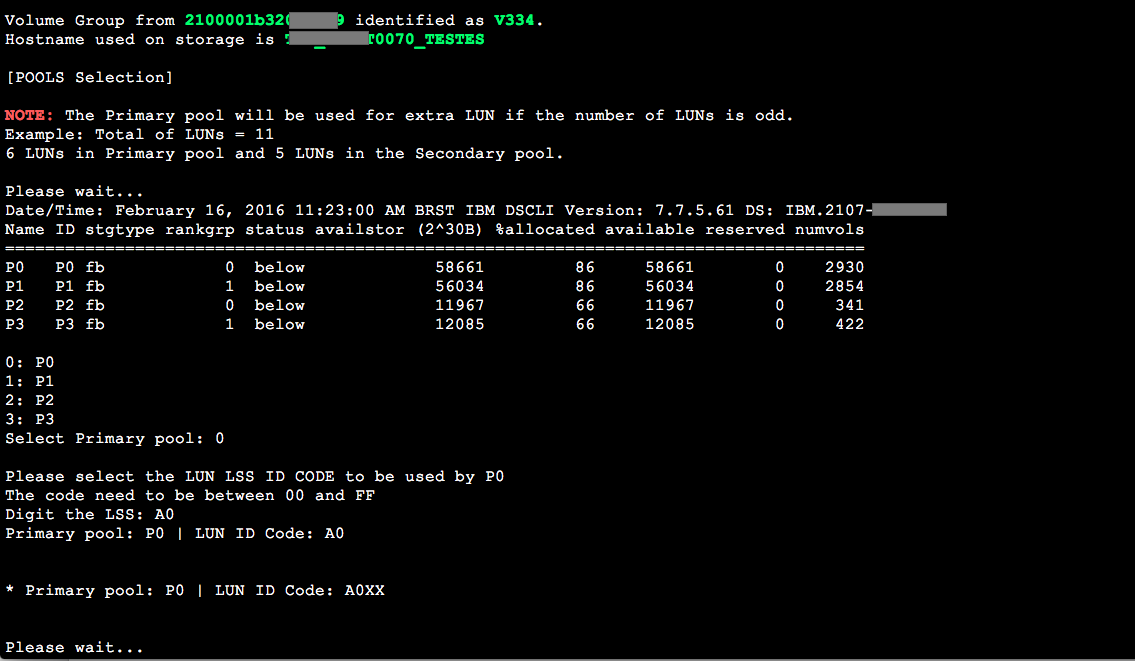 Volume Group from 2100001b320 9 identified as V334.
Hostname used on storage is T0070_TESTES
[POOLS Selection]
NOTE: The Primary pool will be used for extra LUN if the number of LUNs is odd.
Example: Total of LUNs = 11
6 LUNs in Primary pool and 5 LUNs in the Secondary pool.
Please wait...
Date/Time: February 16, 2016 11:23:00 AM BRST IBM DSCLI Version: 7.7.5.61 DS: IBM.2107-
Name ID stgtype rankgrp status availstor (2^30B) %allocated available reserved numvols
======================================================================================
P0 P0 fb 0 below 58661 86 58661 0 2930
P1 P1 fb 1 below 56034 86 56034 0 2854
P2 P2 fb 0 below 11967 66 11967 0 341
P3 P3 fb 1 below 12085 66 12085 0 422
0: P0
1: P1
2: P2
3: P3
Select Primary pool: 0
Please select the LUN LSS ID CODE to be used by P0
The code need to be between 00 and FF
Digit the LSS: A0
Primary pool: P0 | LUN ID Code: A0
* Primary pool: P0 | LUN ID Code: A0XX
Please wait...